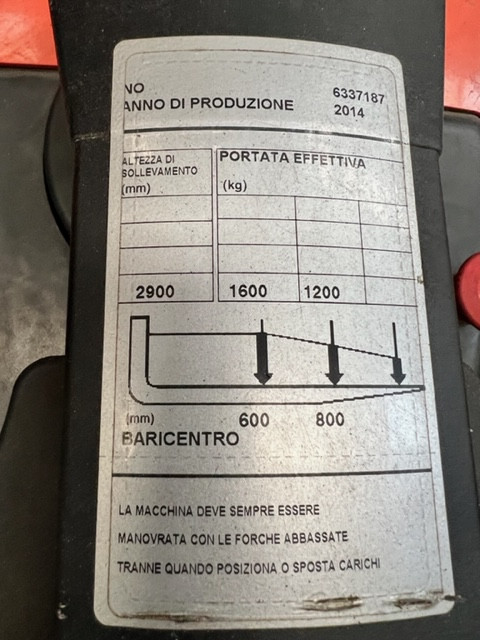 NO 6337187
ANNO DI PRODUZIONE 2014
ALTEZZA DI SOLLEVAMENTO (mm)
PORTATA EFFETTIVA (kg)
2900 1600 1200
(mm) 600 800
BARICENTRO
LA MACCHINA DEVE SEMPRE ESSERE
MANOVRATA CON LE FORCHE ABBASSATE
TRANNE QUANDO POSIZIONA O SPOSTA CARICHI